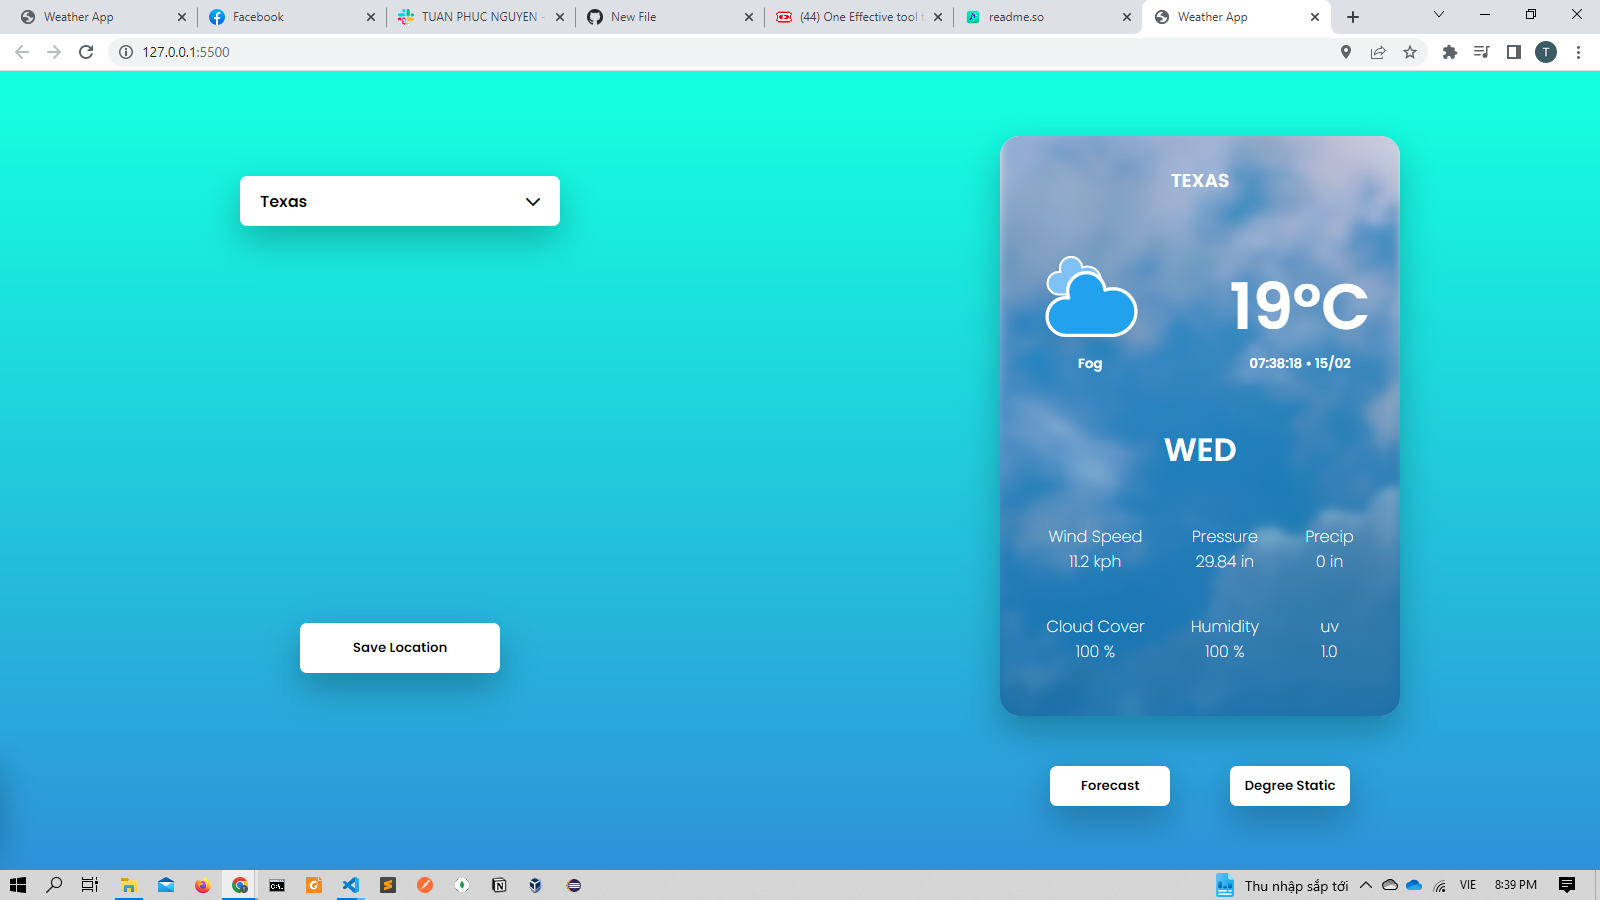 Weather App
Facebook
TUAN PHUC NGUYEN -
New File
(44) One Effective tool t
readme.so
Weather App
127.0.0.1:5500
T
Texas
Save Location
TEXAS
19°C
Fog
07:38:18 • 15/02
WED
Wind Speed Pressure Precip
11.2 kph 29.84 in 0 in
Cloud Cover Humidity uv
100 % 100 % 1.0
Forecast
Degree Static
Thu nhập sắp tới
VIE
8:39 PM